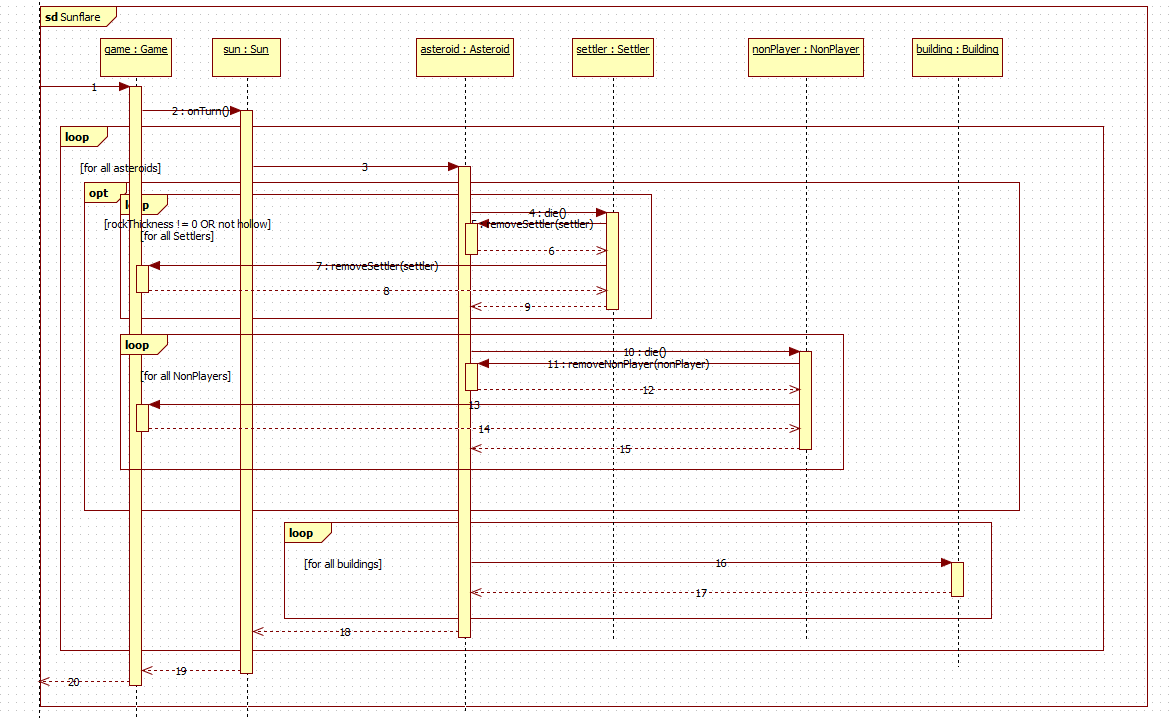 sd Sunflare
game : Game
sun : Sun
asteroid : Asteroid
settler : Settler
nonPlayer : NonPlayer
building : Building
1
2 : onTurn()
loop
[for all asteroids]
3
opt
loop
[rockThickness != 0 OR not hollow]
[for all Settlers]
4 : die()
5 : removeSettler(settler)
6
7 : removeSettler(settler)
8
9
loop
[for all NonPlayers]
10 : die()
11 : removeNonPlayer(nonPlayer)
12
13
14
15
loop
[for all buildings]
16
17
18
19
20